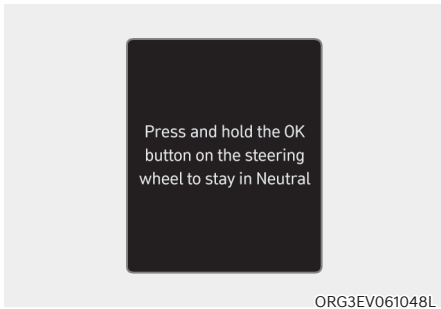 Press and hold the OK
button on the steering
wheel to stay in Neutral
ORG3EV061048L